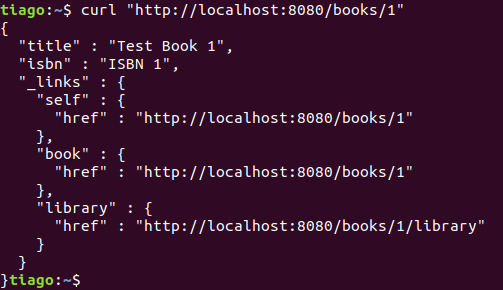 tiago:~$ curl "http://localhost:8080/books/1"
{
  "title" : "Test Book 1",
  "isbn" : "ISBN 1",
  "_links" : {
    "self" : {
      "href" : "http://localhost:8080/books/1"
    },
    "book" : {
      "href" : "http://localhost:8080/books/1"
    },
    "library" : {
      "href" : "http://localhost:8080/books/1/library"
    }
  }
}tiago:~$